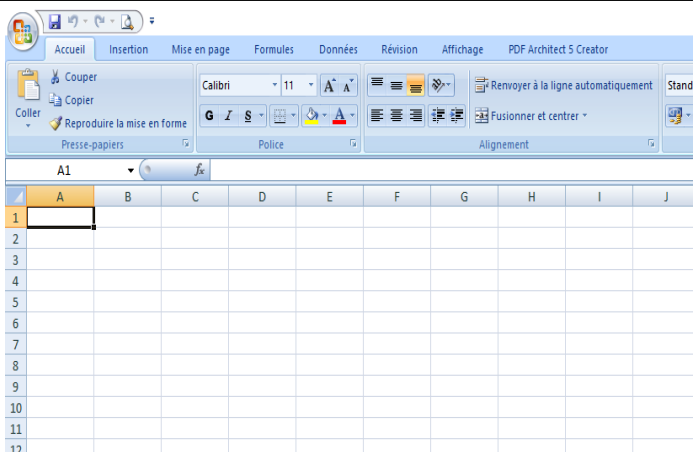 Accueil Insertion Mise en page Formules Données Révision Affichage PDF Architect 5 Creator
Couper
Copier
Reproduire la mise en forme
Coller
Presse-papiers
Calibri 11
G I S A
Police
Renvoyer à la ligne automatiquement
Fusionner et centrer
Alignement
Stand
A1 fx
A B C D E F G H I J
1
2
3
4
5
6
7
8
9
10
11
12